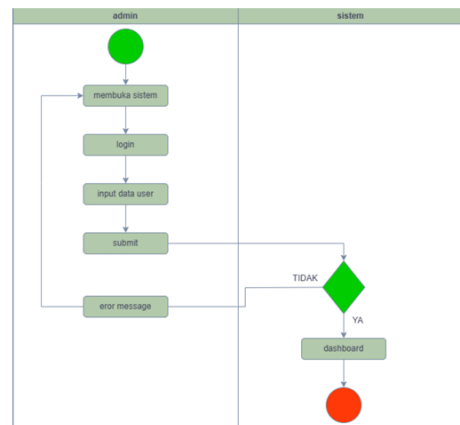 admin
sistem
membuka sistem
login
input data user
submit
TIDAK
eror message
YA
dashboard